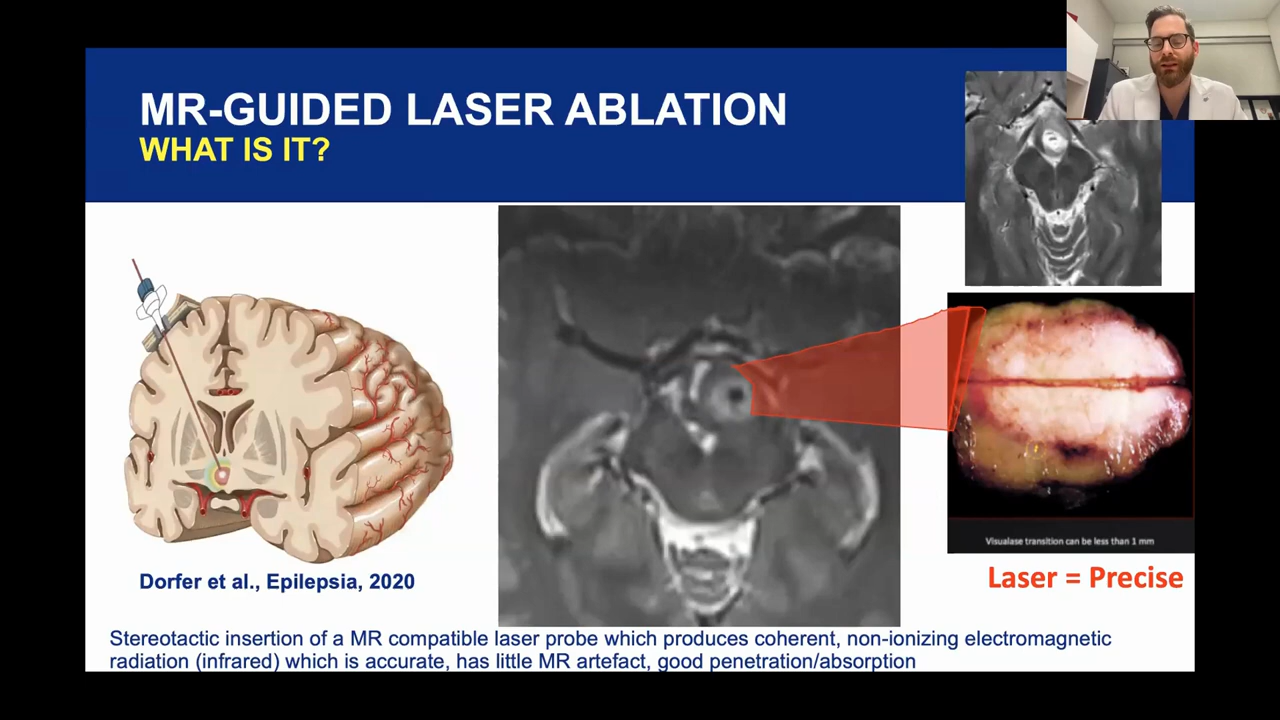 MR-GUIDED LASER ABLATION
WHAT IS IT?
Dorfer et al., Epilepsia, 2020
Visualase transition can be less than 1 mm
Laser = Precise
Stereotactic insertion of a MR compatible laser probe which produces coherent, non-ionizing electromagnetic
radiation (infrared) which is accurate, has little MR artefact, good penetration/absorption